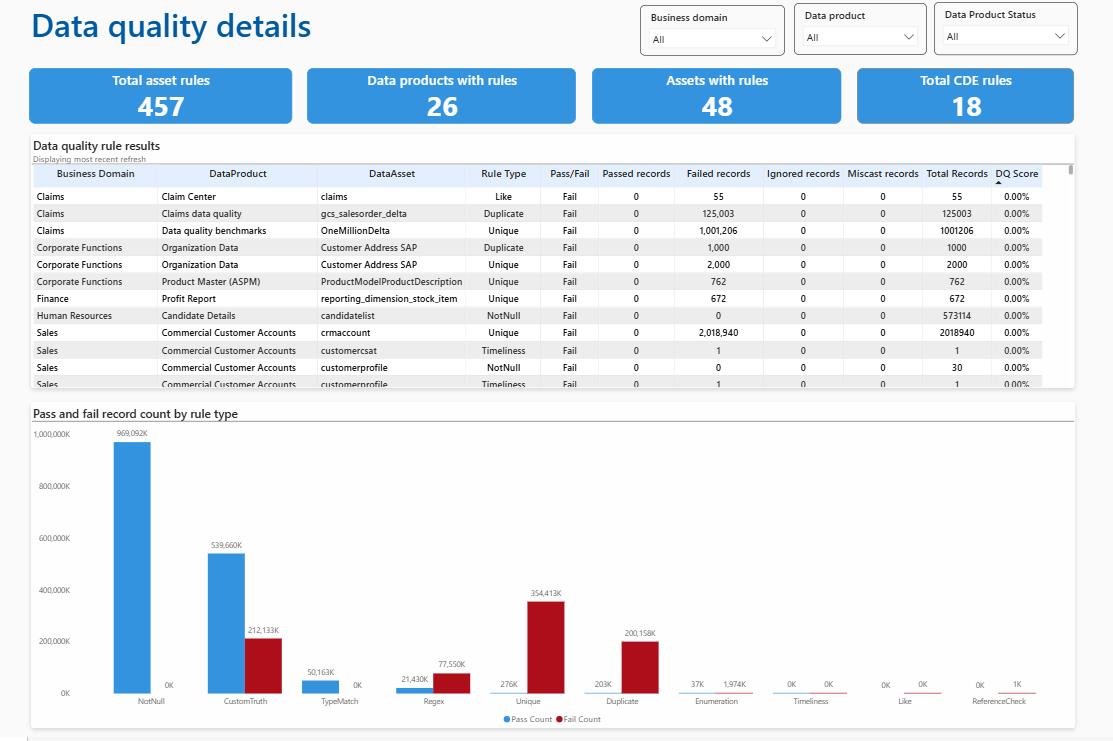 Data quality details
Business domain
All
Data product
All
Data Product Status
All
Total asset rules
457
Data products with rules
26
Assets with rules
48
Total CDE rules
18
Data quality rule results
Displaying most recent refresh
Business Domain DataProduct DataAsset Rule Type Pass/Fail Passed records Failed records Ignored records Miscast records Total Records DQ Score
Claims Claim Center claims Like Fail 0 55 0 0 55 0.00%
Claims Claims data quality gcs_salesorder_delta Duplicate Fail 0 125,003 0 0 125003 0.00%
Claims Data quality benchmarks OneMillionDelta Unique Fail 0 1,001,206 0 0 1001206 0.00%
Corporate Functions Organization Data Customer Address SAP Duplicate Fail 0 1,000 0 0 1000 0.00%
Corporate Functions Organization Data Customer Address SAP Unique Fail 0 2,000 0 0 2000 0.00%
Corporate Functions Product Master (ASPM) ProductModelProductDescription Unique Fail 0 762 0 0 762 0.00%
Finance Profit Report reporting_dimension_stock_item Unique Fail 0 672 0 0 672 0.00%
Human Resources Candidate Details candidatelist NotNull Fail 0 0 0 0 573114 0.00%
Sales Commercial Customer Accounts crmaccount Unique Fail 0 2,018,940 0 0 2018940 0.00%
Sales Commercial Customer Accounts customercsat Timeliness Fail 0 1 0 0 1 0.00%
Sales Commercial Customer Accounts customerprofile NotNull Fail 0 0 0 0 30 0.00%
Sales Commercial Customer Accounts customerprofile Timeliness Fail 0 1 0 0 1 0.00%
Pass and fail record count by rule type
1,000,000K
800,000K
600,000K
400,000K
200,000K
0K
969,092K 0K
539,660K 212,133K
50,163K 0K
21,430K 77,550K
276K 354,413K
203K 200,158K
37K 1,974K
0K 0K
0K 0K
0K 1K
NotNull CustomTruth TypeMatch Regex Unique Duplicate Enumeration Timeliness Like ReferenceCheck
Pass Count Fail Count